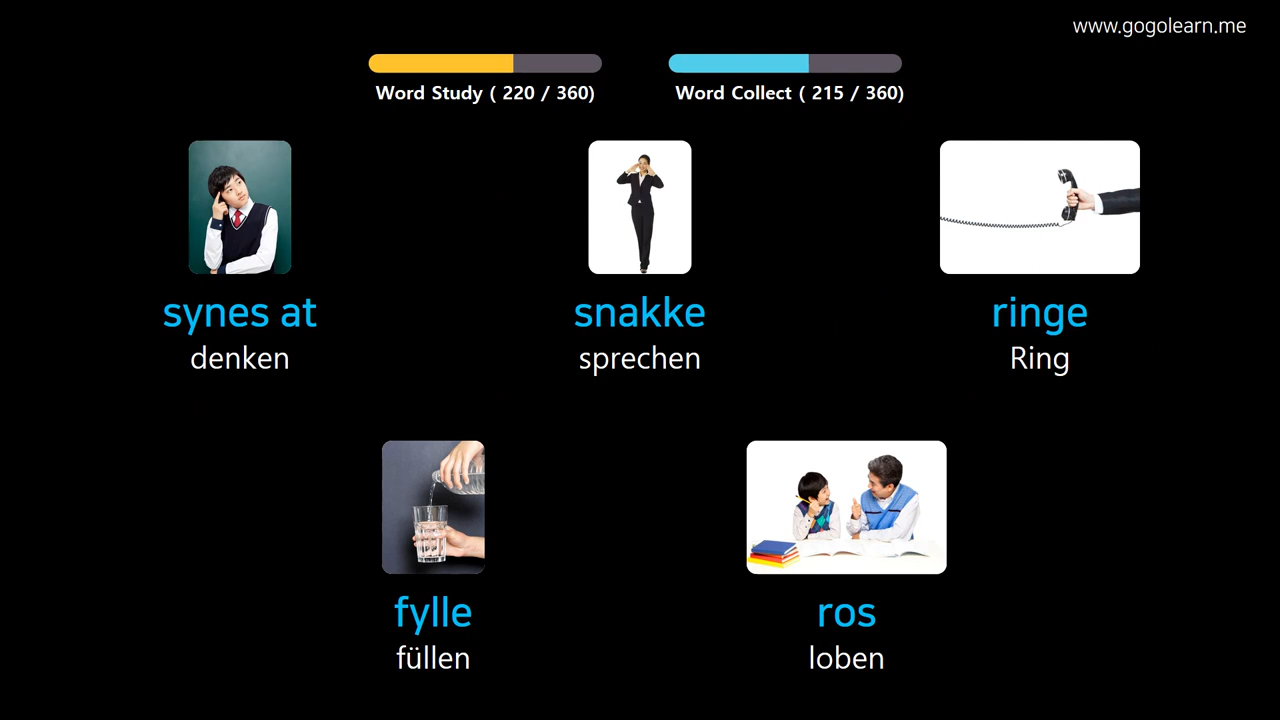 www.gogolearn.me
Word Study ( 220 / 360)
Word Collect ( 215 / 360)
synes at
denken
snakke
sprechen
ringe
Ring
fylle
füllen
ros
loben